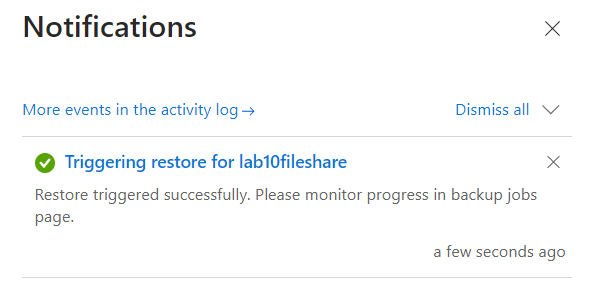 Notifications
More events in the activity log →
Dismiss all
Triggering restore for lab10fileshare
Restore triggered successfully. Please monitor progress in backup jobs
page.
a few seconds ago